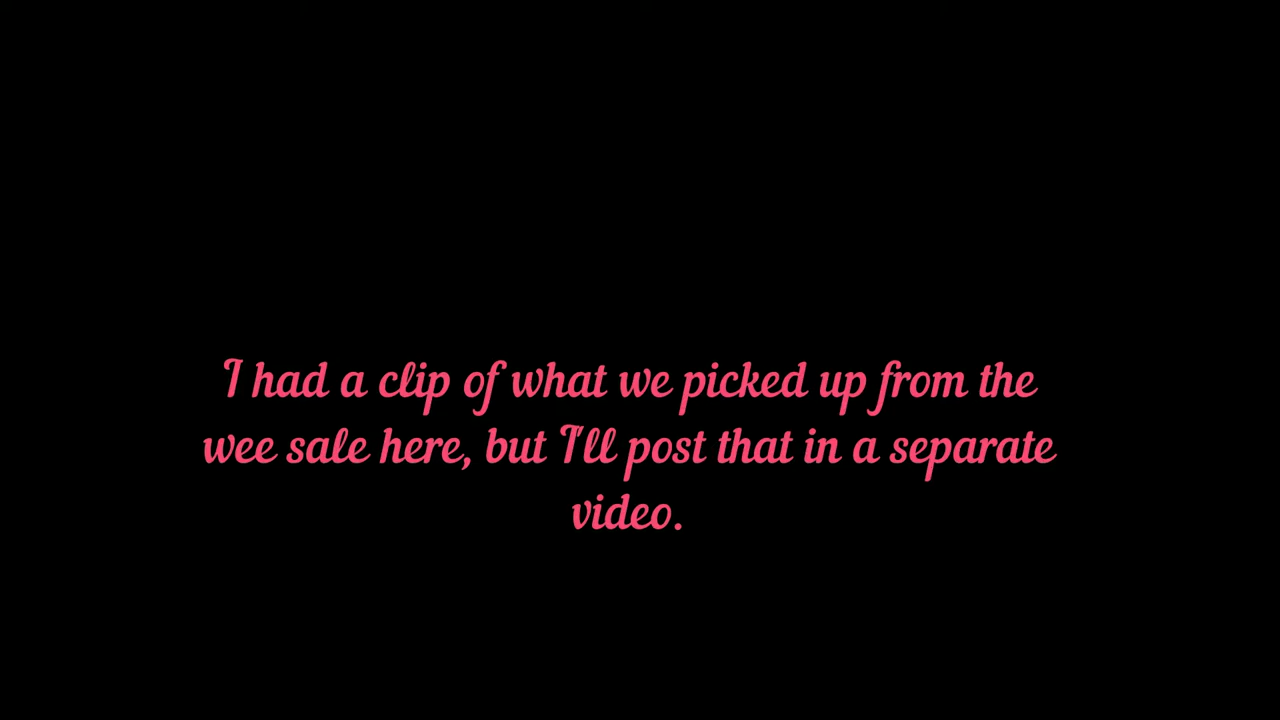 I had a clip of what we picked up from the
wee sale here, but I'll post that in a separate
video.